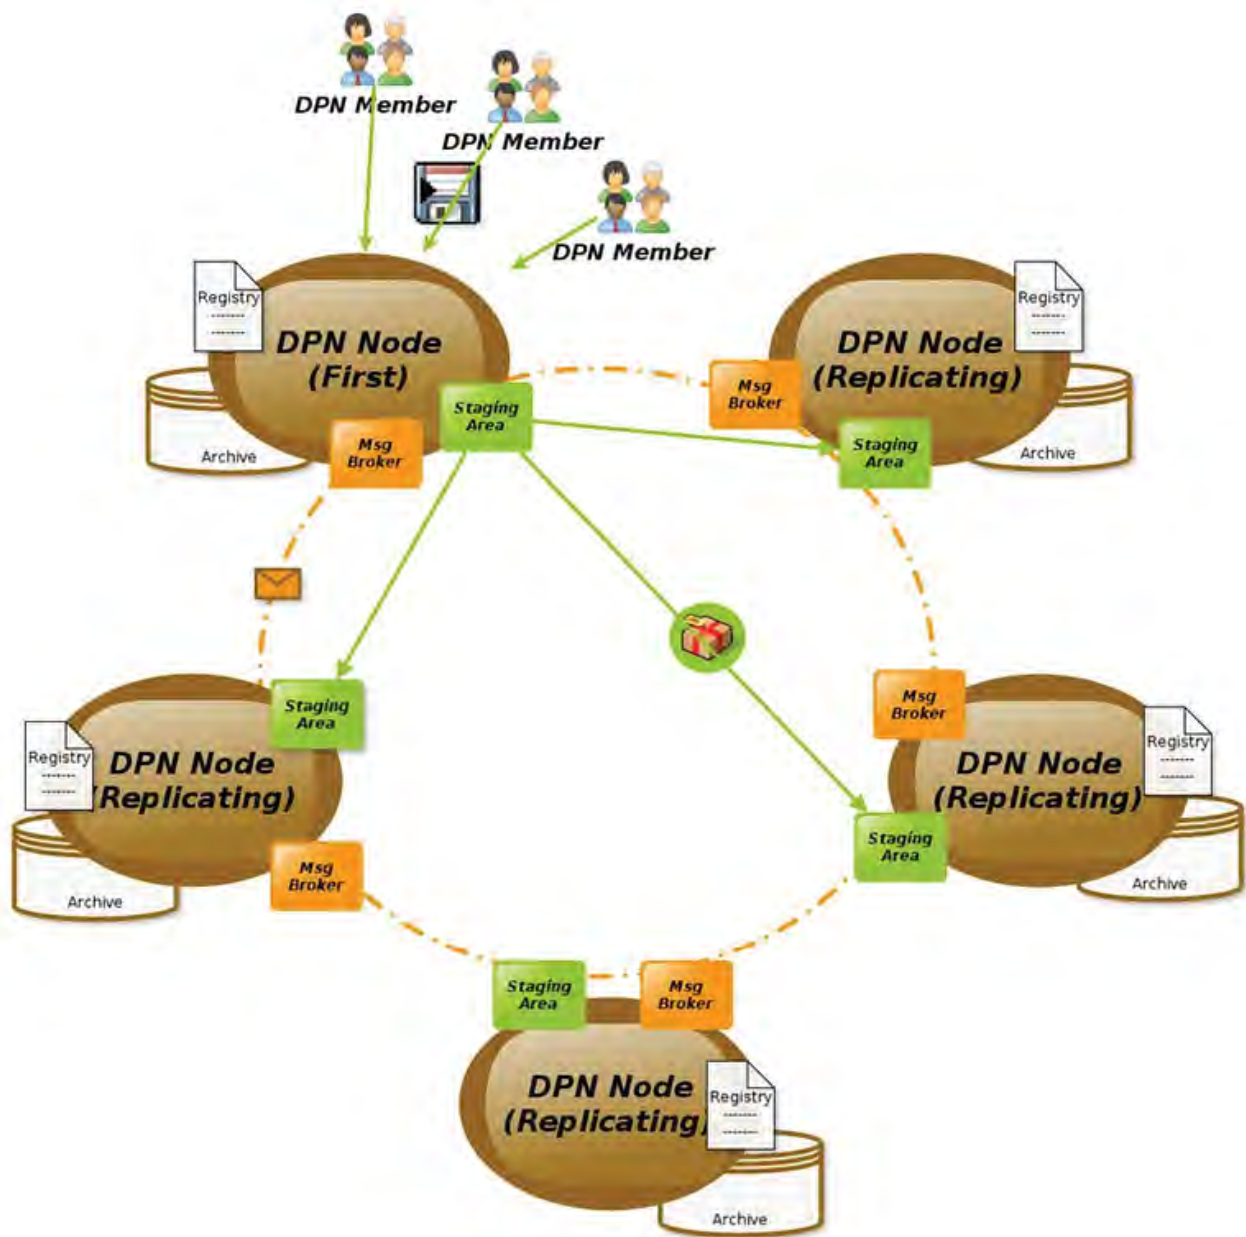 DPN Member
DPN Member
DPN Member
Registry
DPN Node
(First)
Archive
Msg
Broker
Staging
Area
Registry
DPN Node
(Replicating)
Msg
Broker
Staging
Area
Archive
Registry
DPN Node
(Replicating)
Staging
Area
Msg
Broker
Archive
Msg
Broker
Registry
DPN Node
(Replicating)
Staging
Area
Archive
Staging
Area
Msg
Broker
DPN Node
(Replicating)
Registry
Archive